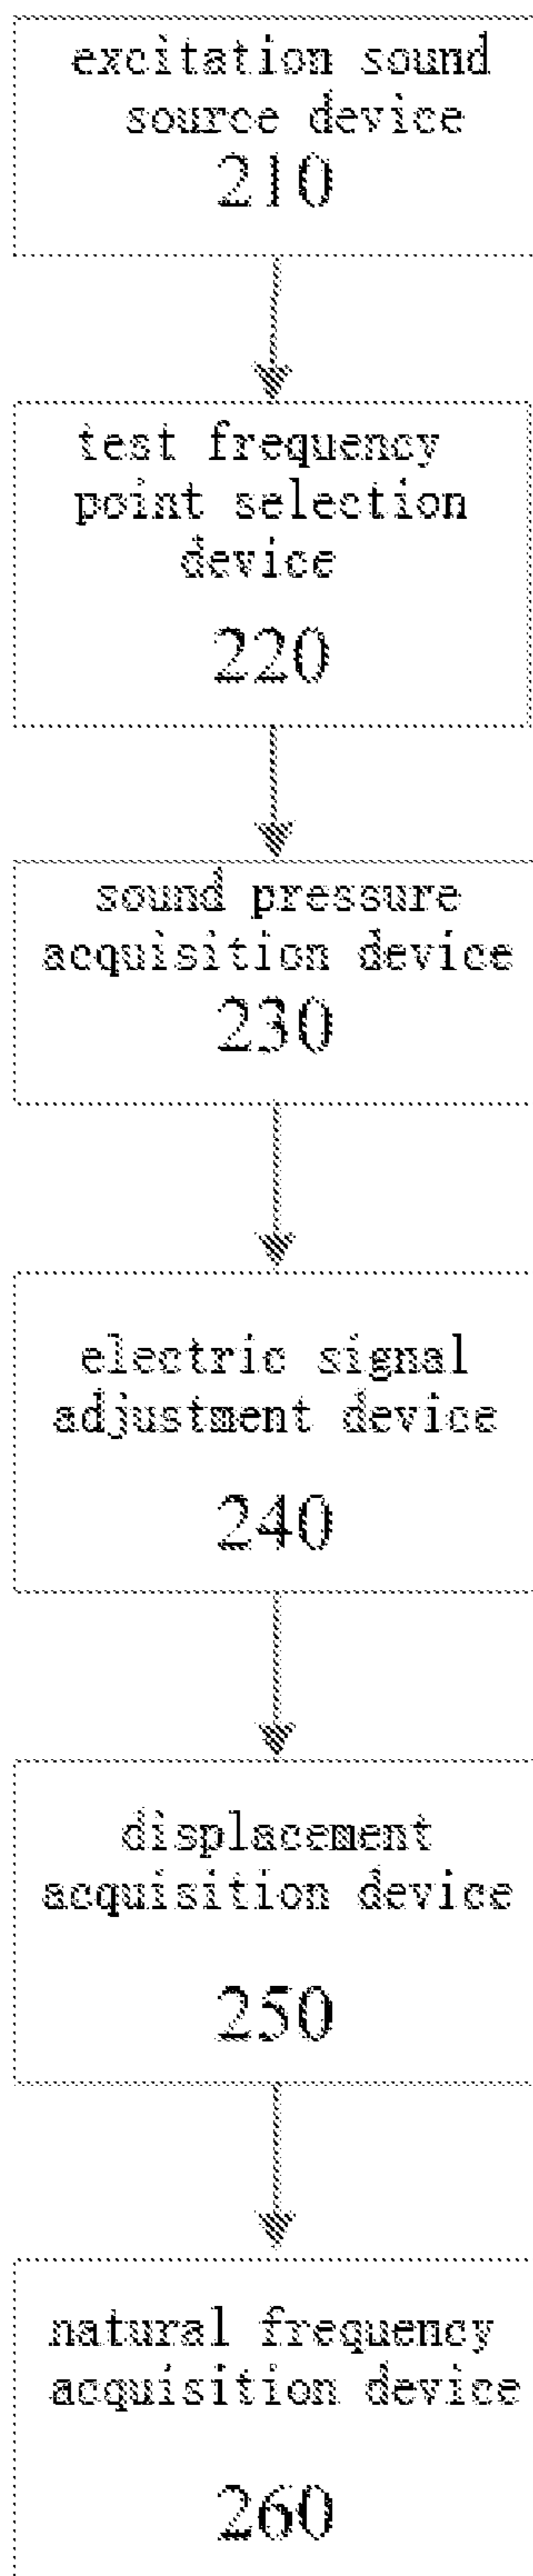 excitation sound
source device
210
test frequency
point selection
device
220
sound pressure
acquisition device
230
electric signal
adjustment device
240
displacement
acquisition device
250
natural frequency
acquisition device
260